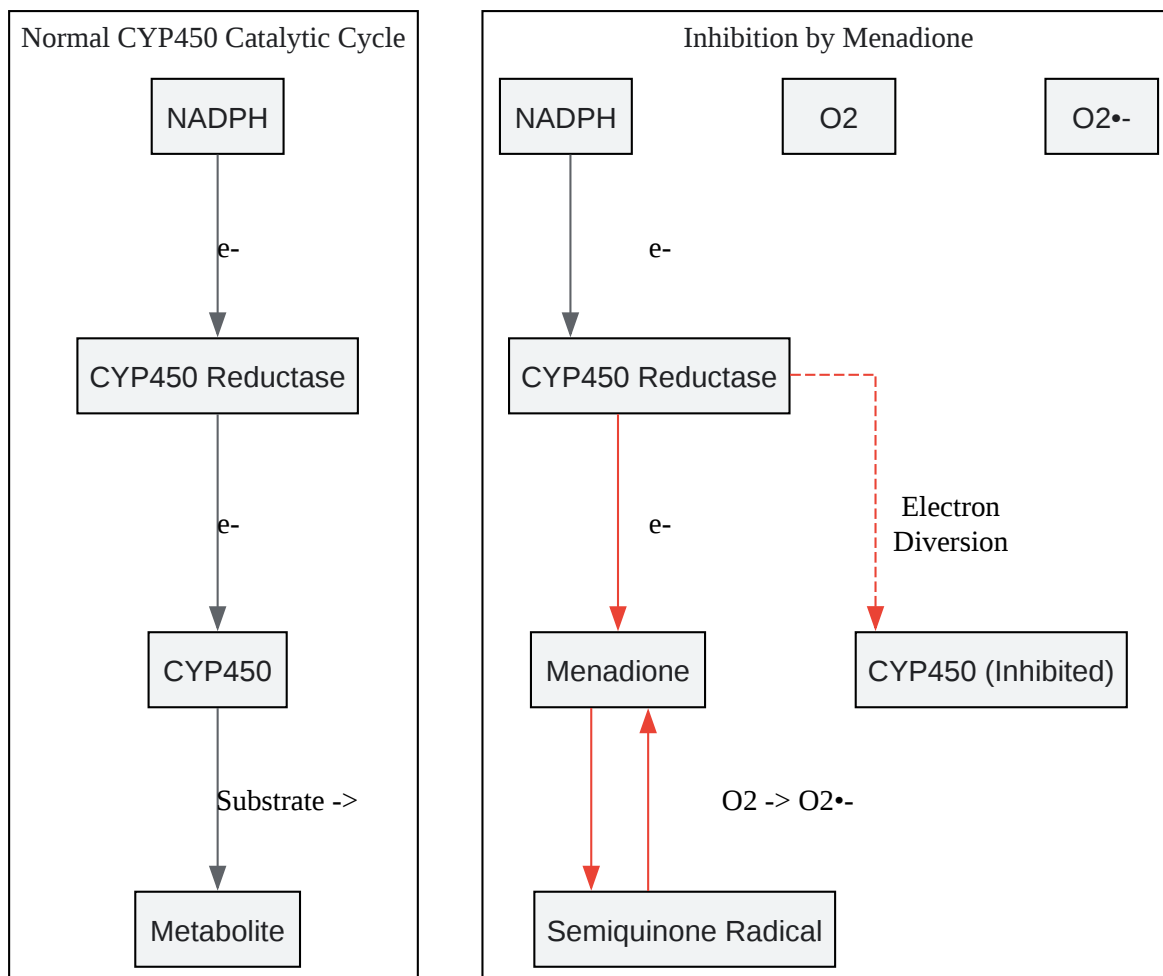 Normal CYP450 Catalytic Cycle
NADPH
e-
CYP450 Reductase
e-
CYP450
Substrate ->
Metabolite
Inhibition by Menadione
NADPH
O2
O2•-
e-
CYP450 Reductase
e-
Electron
Diversion
Menadione
CYP450 (Inhibited)
O2 -> O2•-
Semiquinone Radical